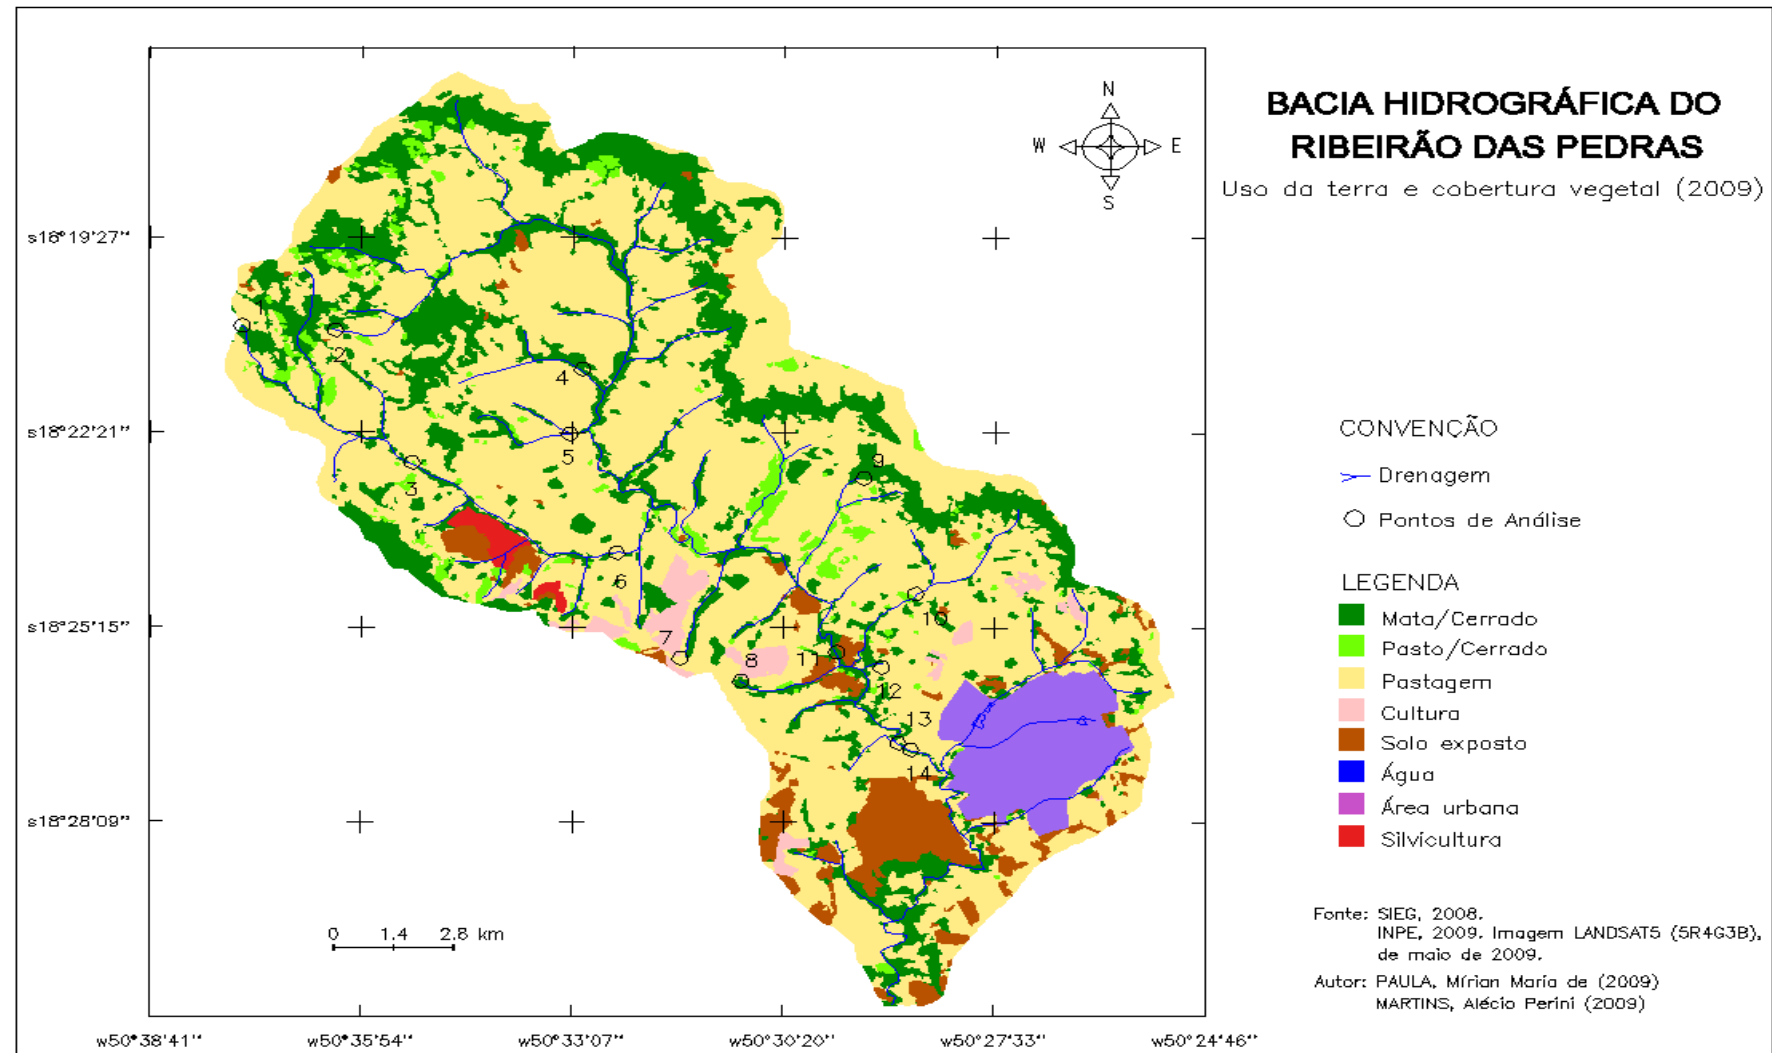 BACIA HIDROGRÁFICA DO
RIBEIRÃO DAS PEDRAS
Uso da terra e cobertura vegetal (2009)
N
W
E
S
s18°19'27''
s18°22'21''
s18°25'15''
s18°28'09''
1
2
3
4
5
6
7
8
9
10
11
12
13
14
0 1.4 2.8 km
w50°38'41''
w50°35'54''
w50°33'07''
w50°30'20''
w50°27'33''
w50°24'46''
CONVENÇÃO
Drenagem
Pontos de Análise
LEGENDA
Mata/Cerrado
Pasto/Cerrado
Pastagem
Cultura
Solo exposto
Água
Área urbana
Silvicultura
Fonte: SIEG, 2008.
INPE, 2009. Imagem LANDSAT5 (5R4G3B),
de maio de 2009.
Autor: PAULA, Mírian Maria de (2009)
MARTINS, Alécio Perini (2009)